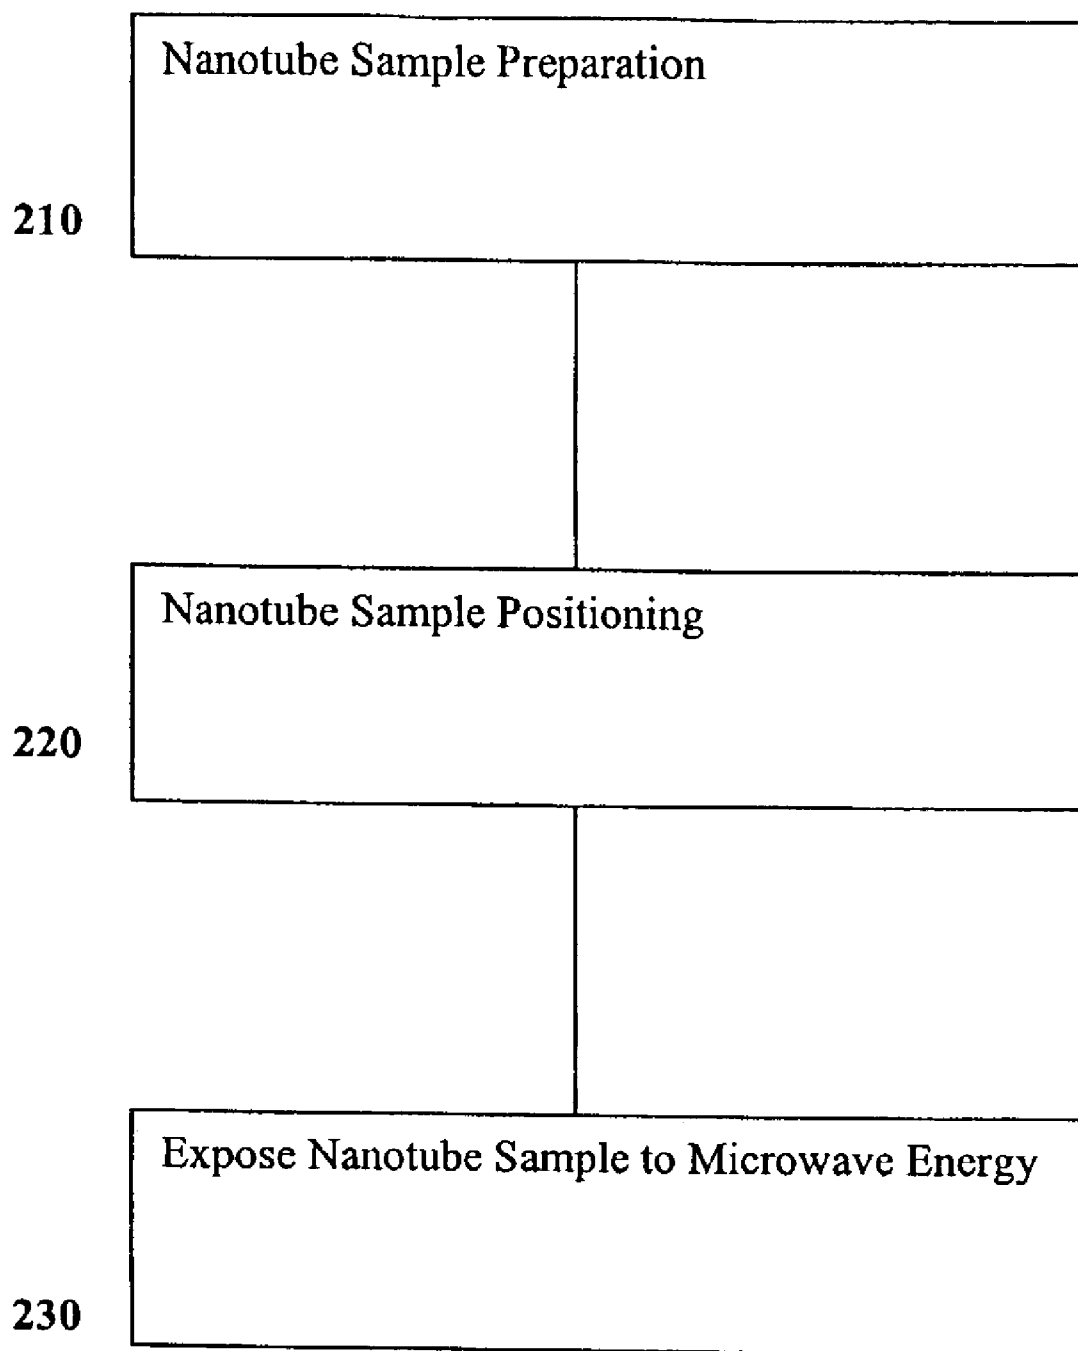 Nanotube Sample Preparation
210
Nanotube Sample Positioning
220
Expose Nanotube Sample to Microwave Energy
230